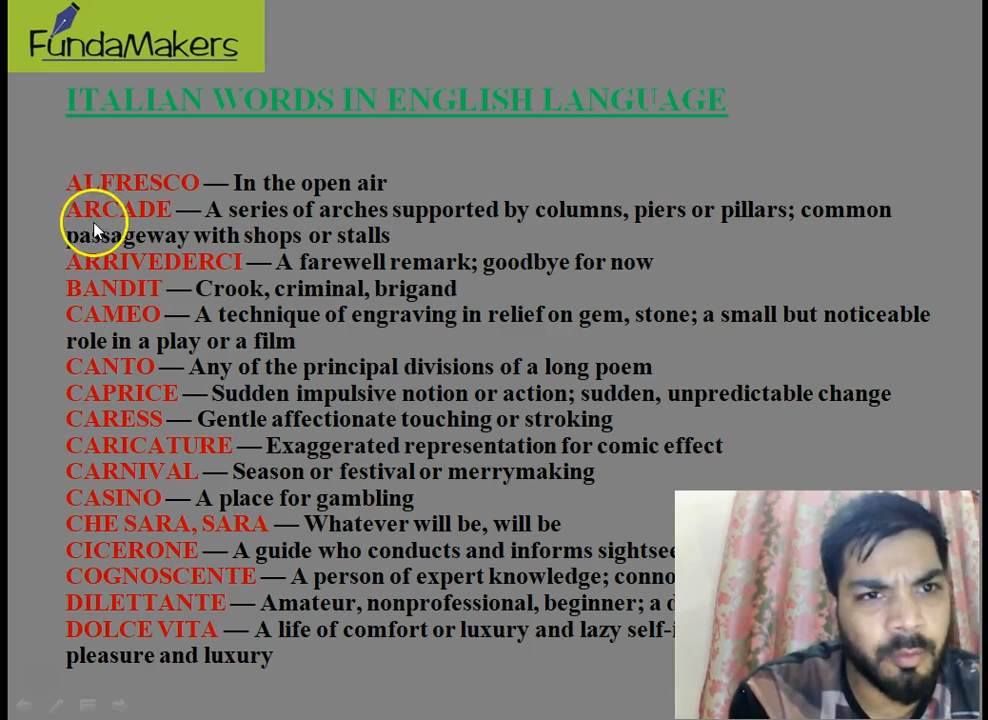 FundaMakers
ITALIAN WORDS IN ENGLISH LANGUAGE
ALFRESCO — In the open air
ARCADE — A series of arches supported by columns, piers or pillars; common
passageway with shops or stalls
ARRIVEDERCI — A farewell remark; goodbye for now
BANDIT — Crook, criminal, brigand
CAMEO — A technique of engraving in relief on gem, stone; a small but noticeable
role in a play or a film
CANTO — Any of the principal divisions of a long poem
CAPRICE — Sudden impulsive notion or action; sudden, unpredictable change
CARESS — Gentle affectionate touching or stroking
CARICATURE — Exaggerated representation for comic effect
CARNIVAL — Season or festival or merrymaking
CASINO — A place for gambling
CHE SARA, SARA — Whatever will be, will be
CICERONE — A guide who conducts and informs
COGNOSCENTE — A person of expert knowledge;
DILETTANTE — Amateur, nonprofessional, beginner; a
DOLCE VITA — A life of comfort or luxury and lazy
pleasure and luxury